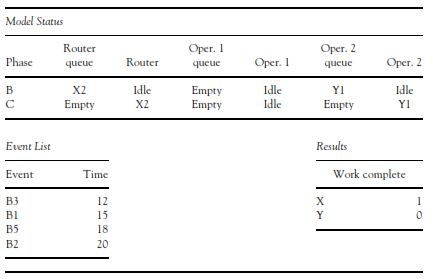 Model Status
Router Oper. 1 Oper. 2
Phase queue Router queue Oper. 1 queue Oper. 2
B X2 Idle Empty Idle Y1 Idle
C Empty X2 Empty Idle Empty Y1
Event List Results
Event Time Work complete
B3 12 X 1
B1 15 Y 0
B5 18
B2 20